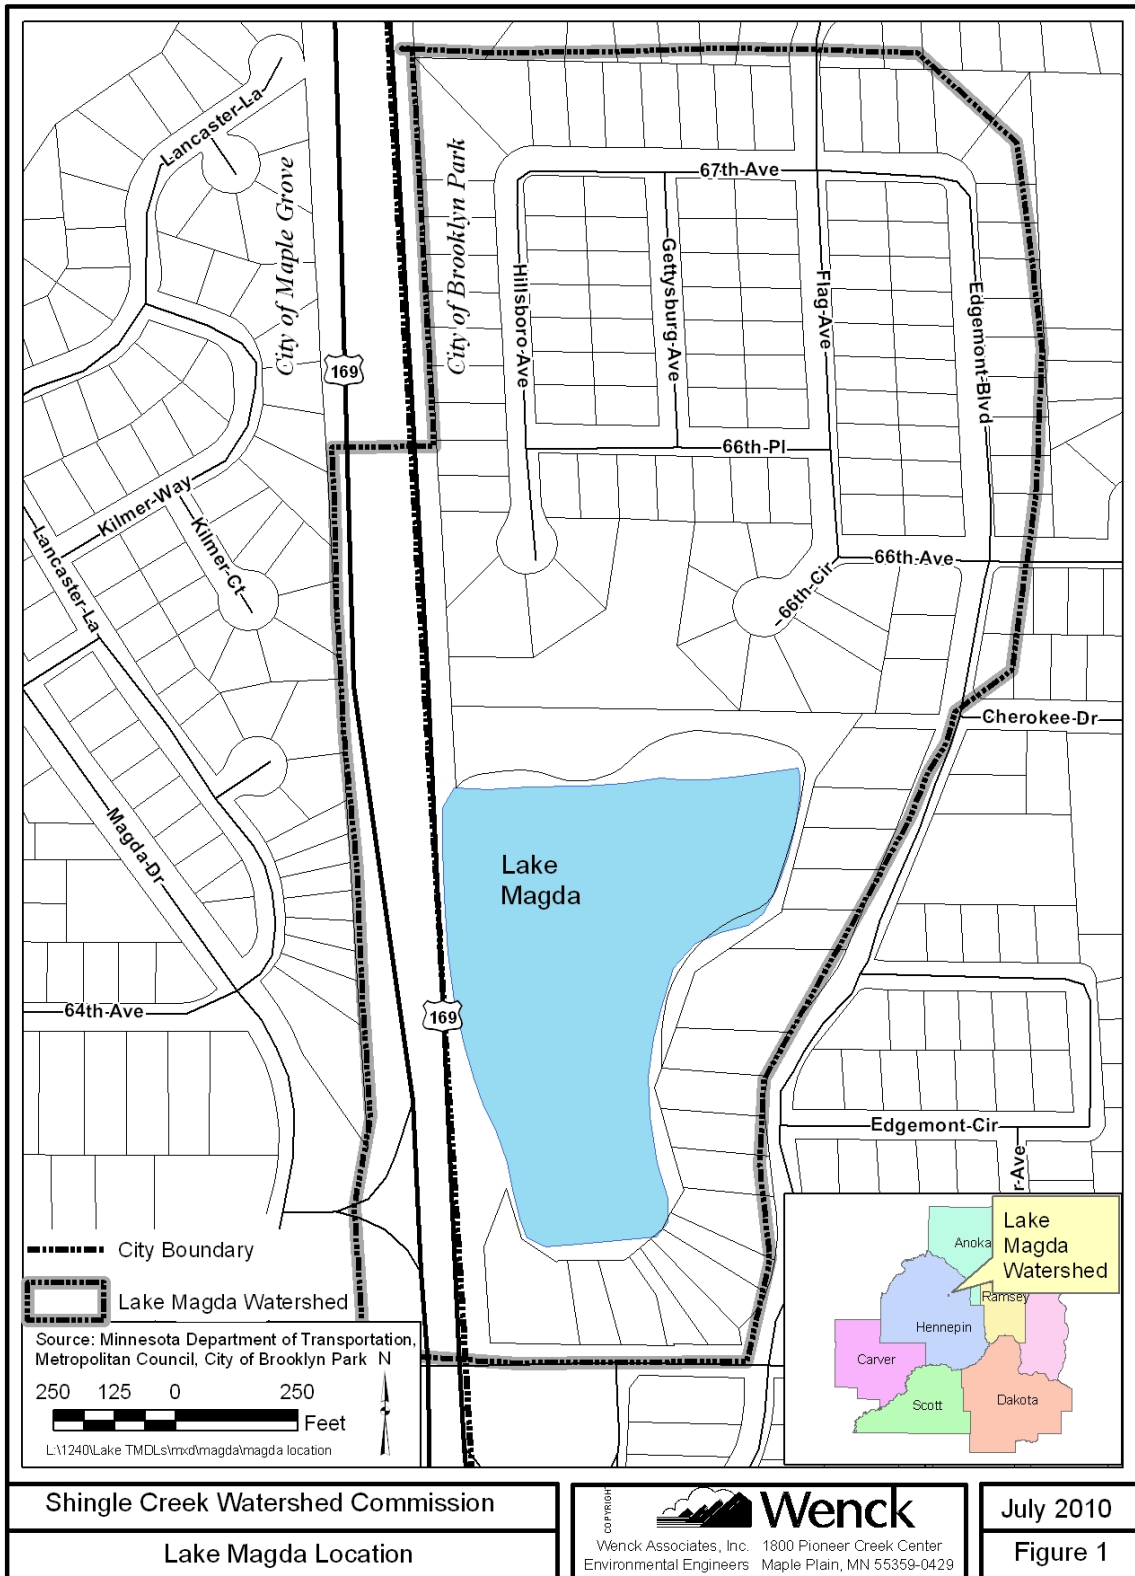 Lancaster-La
City of Maple Grove
City of Brooklyn Park
67th-Ave
Hillsboro-Ave
Gettysburg-Ave
Flag-Ave
Edgemont-Blvd
169
66th-Pl
Kilmer-Way
Kilmer-Ct
Lancaster-La
66th-Ave
66th-Cir
Cherokee-Dr
Magda-Dr
Lake
Magda
64th-Ave
169
Edgemont-Cir
r-Ave
City Boundary
Lake Magda Watershed
Source: Minnesota Department of Transportation,
Metropolitan Council, City of Brooklyn Park
N
250 125 0 250
Feet
L:\1240\Lake TMDLs\mxd\magda\magda location
Lake
Magda
Watershed
Anoka
Ramsey
Hennepin
Carver
Scott
Dakota
Shingle Creek Watershed Commission
Lake Magda Location
COPYRIGHT
Wenck
Wenck Associates, Inc. 1800 Pioneer Creek Center
Environmental Engineers Maple Plain, MN 55359-0429
July 2010
Figure 1